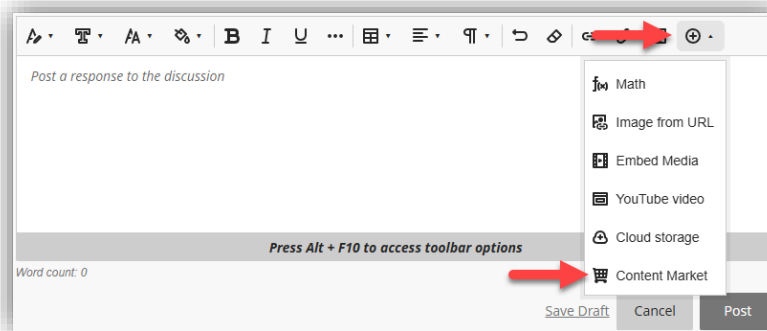 B I U
Post a response to the discussion
f(x) Math
Image from URL
Embed Media
YouTube video
Cloud storage
Press Alt + F10 to access toolbar options
Content Market
Word count: 0
Save Draft Cancel Post